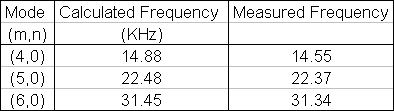 Mode Calculated Frequency Measured Frequency
(m,n) (KHz)
(4,0) 14.88 14.55
(5,0) 22.48 22.37
(6,0) 31.45 31.34